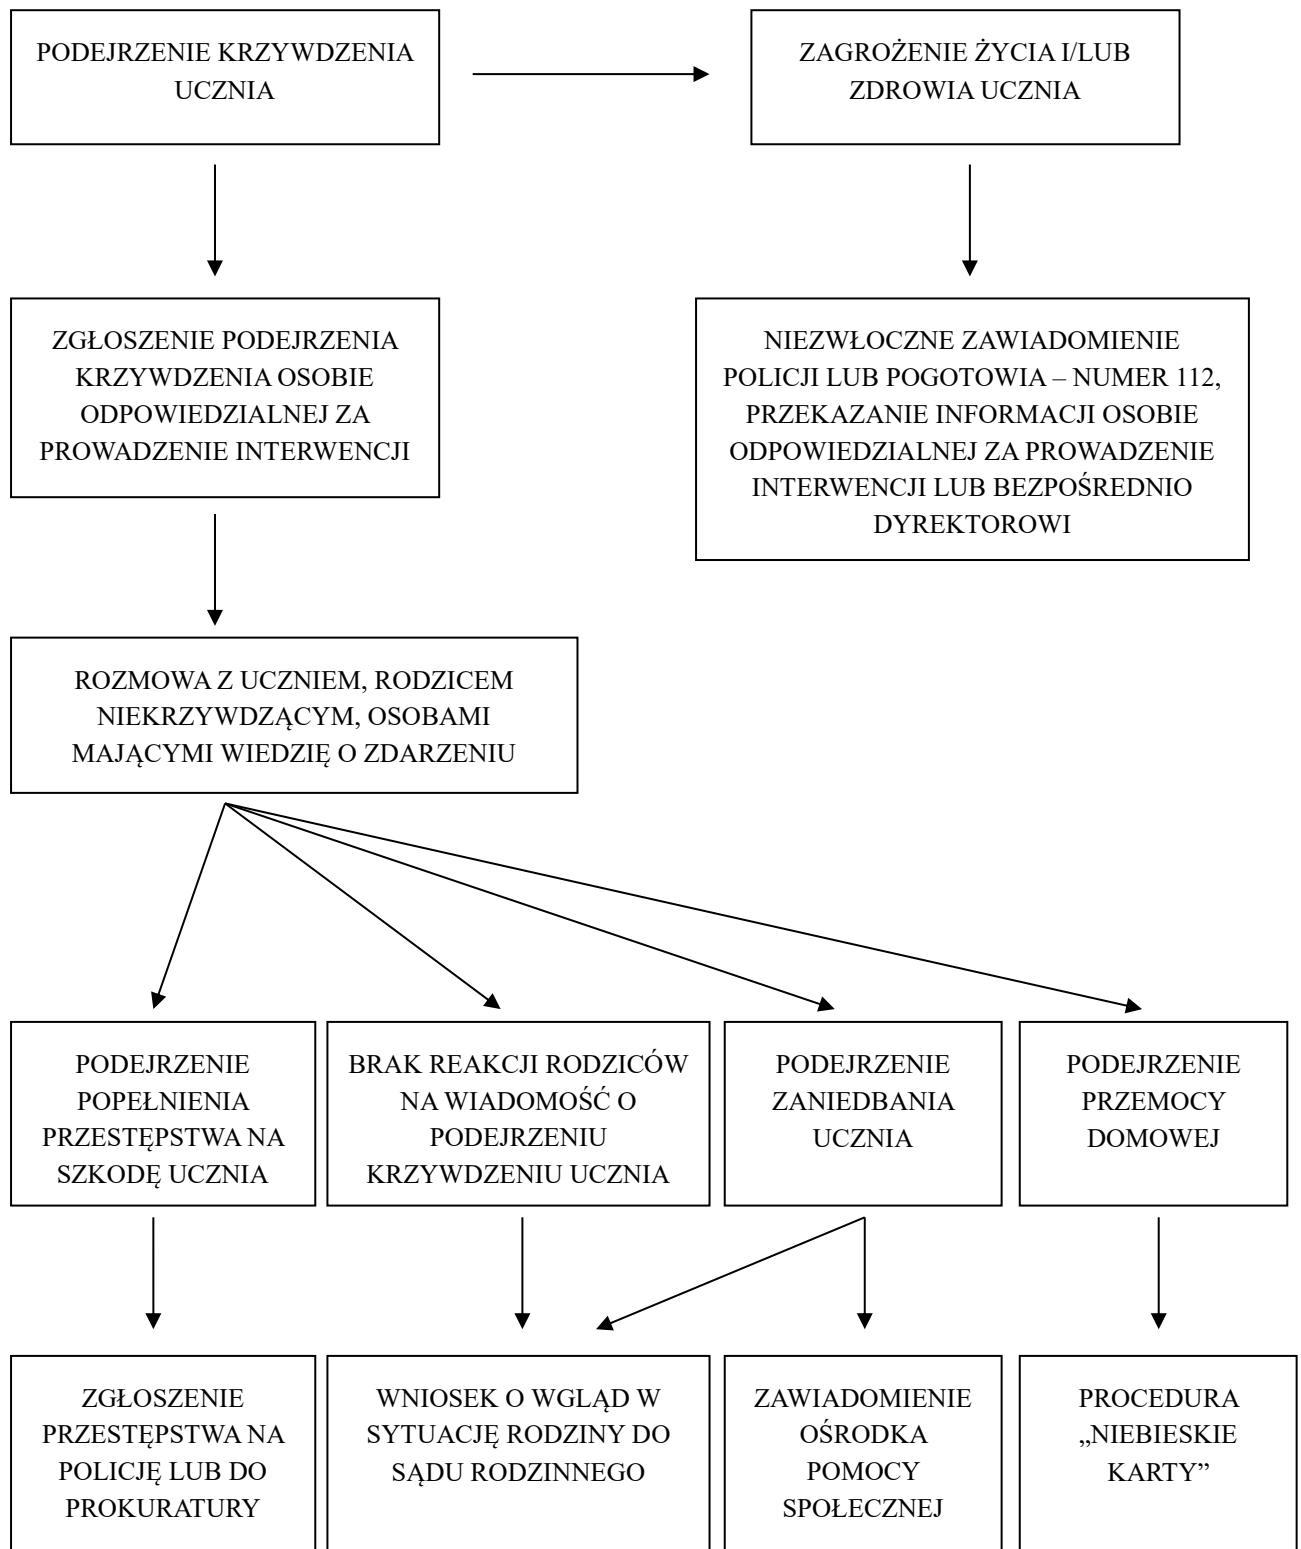 PODEJRZENIE KRZYWDZENIA
UCZNIA
ZAGROŻENIE ŻYCIA I/LUB
ZDROWIA UCZNIA
ZGŁOSZENIE PODEJRZENIA
KRZYWDZENIA OSOBIE
ODPOWIEDZIALNEJ ZA
PROWADZENIE INTERWENCJI
NIEZWŁOCZNE ZAWIADOMIENIE
POLICJI LUB POGOTOWIA – NUMER 112,
PRZEKAZANIE INFORMACJI OSOBIE
ODPOWIEDZIALNEJ ZA PROWADZENIE
INTERWENCJI LUB BEZPOŚREDNIO
DYREKTOROWI
ROZMOWA Z UCZNIEM, RODZICEM
NIEKRZYWDZĄCYM, OSOBAMI
MAJĄCYMI WIEDZIĘ O ZDARZENIU
PODEJRZENIE
POPEŁNIENIA
PRZESTĘPSTWA NA
SZKODĘ UCZNIA
BRAK REAKCJI RODZICÓW
NA WIADOMOŚĆ O
PODEJRZENIU
KRZYWDZENIU UCZNIA
PODEJRZENIE
ZANIEDBANIA
UCZNIA
PODEJRZENIE
PRZEMOCY
DOMOWEJ
ZGŁOSZENIE
PRZESTĘPSTWA NA
POLICJĘ LUB DO
PROKURATURY
WNIOSEK O WGLĄD W
SYTUACJĘ RODZINY DO
SĄDU RODZINNEGO
ZAWIADOMIENIE
OŚRODKA
POMOCY
SPOŁECZNEJ
PROCEDURA
„NIEBIESKIE
KARTY”